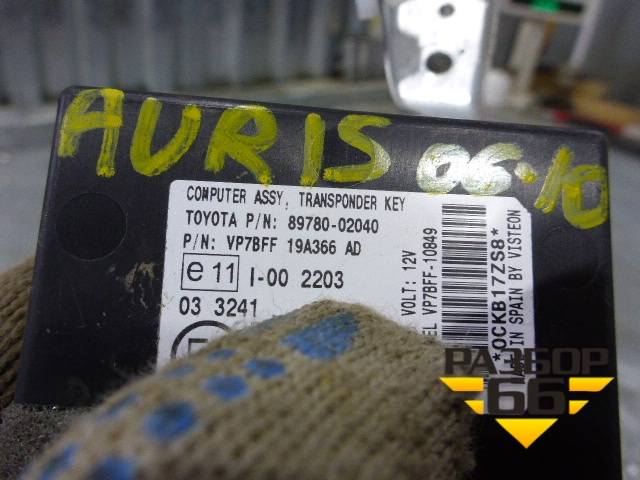 AURIS 06-10
COMPUTER ASSY, TRANSPONDER KEY
TOYOTA P/N: 89780-02040
P/N: VP7BFF 19A366 AD
e 11 I-00 2203
03 3241
VOLT: 12V
VP7BFF-10849
*OCKB17ZS8*
IN SPAIN BY VISTEON
РАЗБОР
66